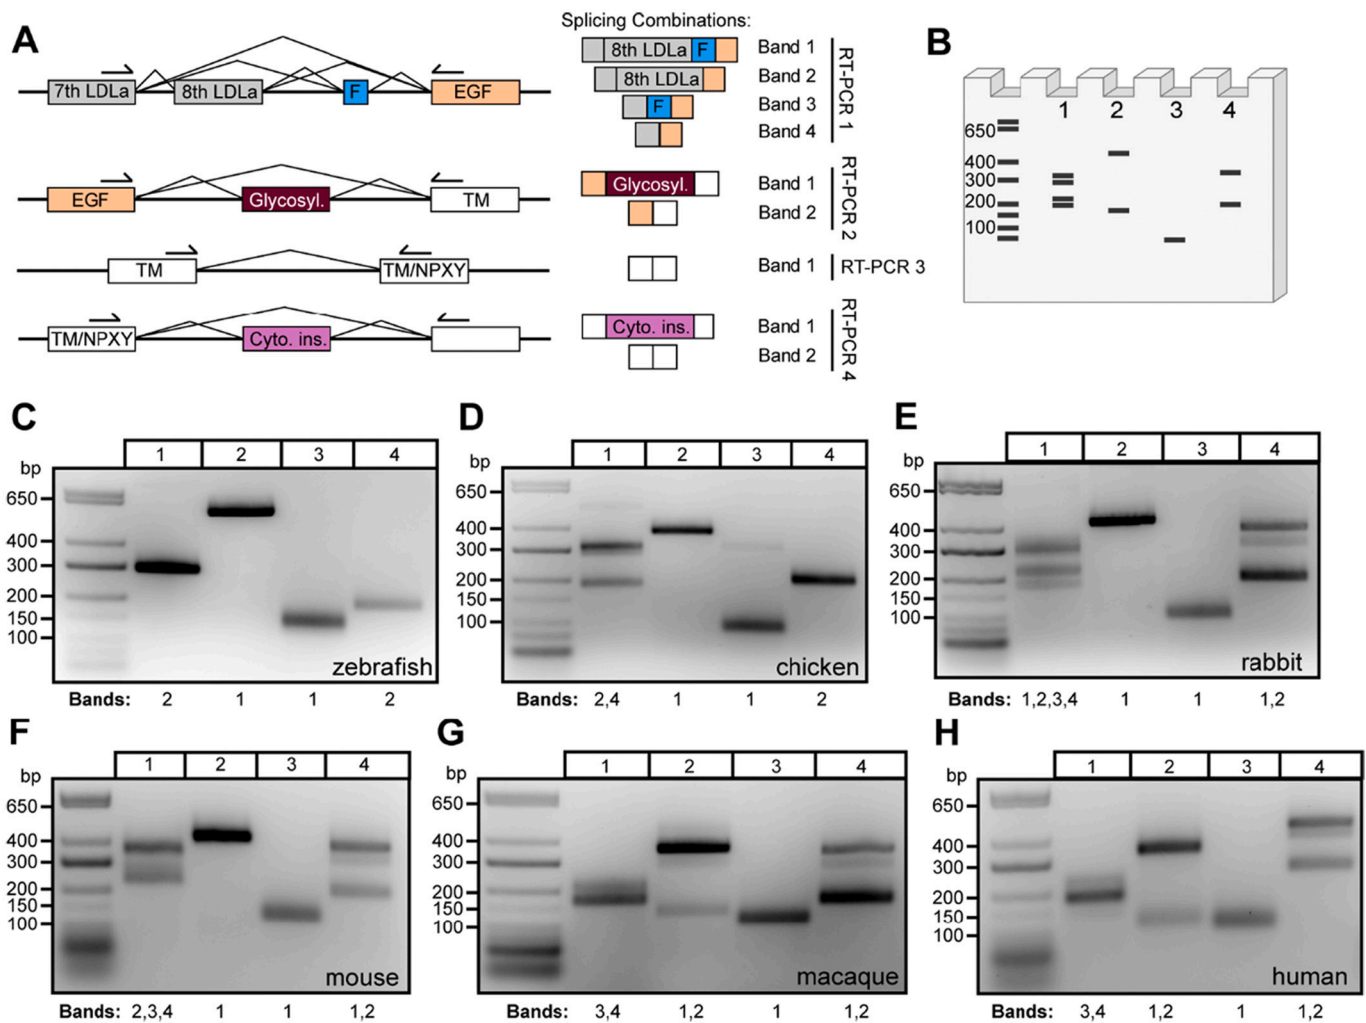 A
Splicing Combinations:
7th LDLa
8th LDLa
F
EGF
8th LDLa
F
Band 1
8th LDLa
Band 2
F
Band 3
Band 4
RT-PCR 1
EGF
Glycosyl.
TM
Glycosyl.
Band 1
Band 2
RT-PCR 2
TM
TM/NPXY
Band 1
RT-PCR 3
TM/NPXY
Cyto. ins.
Cyto. ins.
Band 1
Band 2
RT-PCR 4
B
1 2 3 4
650
400
300
200
100
C
1 2 3 4
bp
650
400
300
200
150
100
zebrafish
Bands: 2 1 1 2
D
1 2 3 4
bp
650
400
300
200
150
100
chicken
Bands: 2,4 1 1 2
E
1 2 3 4
bp
650
400
300
200
150
100
rabbit
Bands: 1,2,3,4 1 1 1,2
F
1 2 3 4
bp
650
400
300
200
150
100
mouse
Bands: 2,3,4 1 1 1,2
G
1 2 3 4
bp
650
400
300
200
150
100
macaque
Bands: 3,4 1,2 1 1,2
H
1 2 3 4
bp
650
400
300
200
150
100
human
Bands: 3,4 1,2 1 1,2